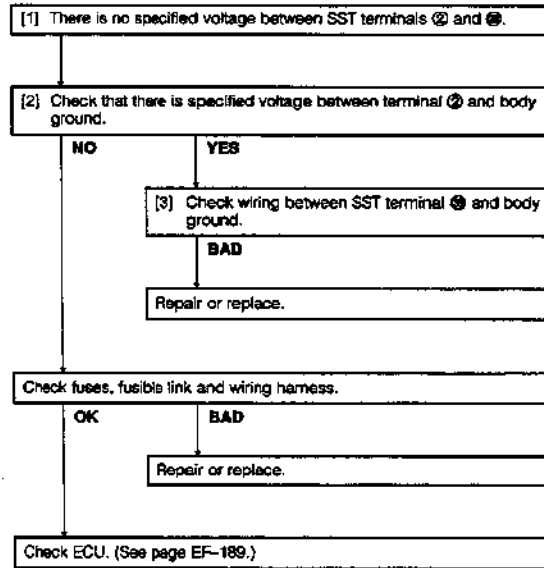 [1] There is no specified voltage between SST terminals ② and
[2] Check that there is specified voltage between terminal ② and body
ground.
NO YES
[3] Check wiring between SST terminal and body
ground.
BAD
Repair or replace.
Check fuses, fusible link and wiring harness.
OK BAD
Repair or replace.
Check ECU. (See page EF–189.)